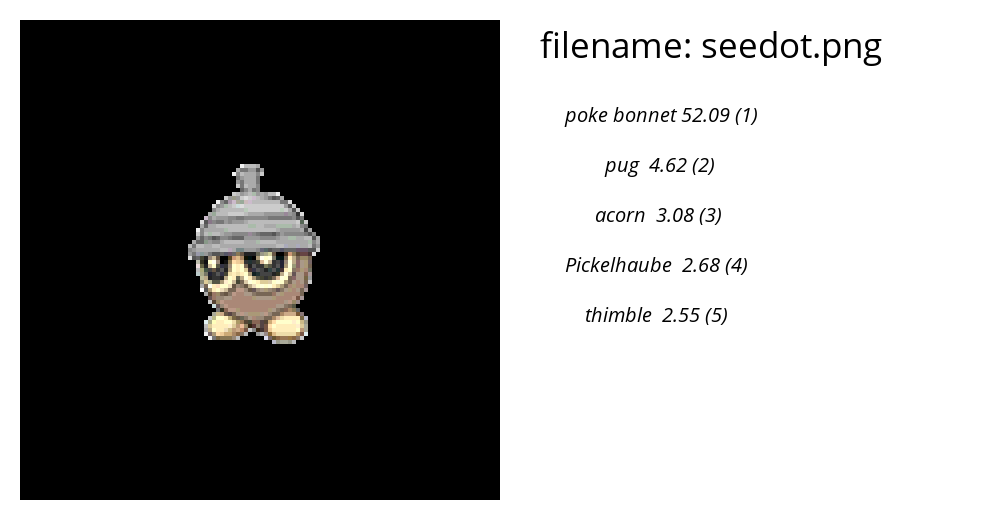 filename: seedot.png
poke bonnet 52.09 (1)
pug 4.62 (2)
acorn 3.08 (3)
Pickelhaube 2.68 (4)
thimble 2.55 (5)